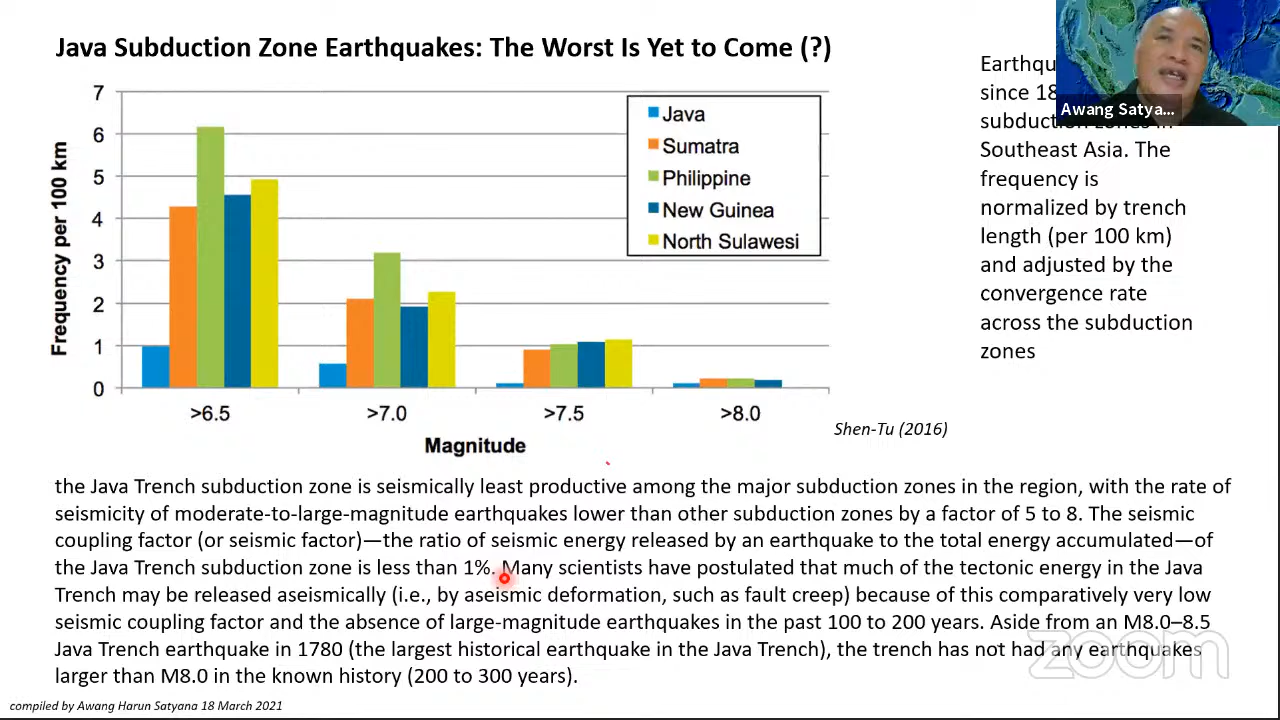 Java Subduction Zone Earthquakes: The Worst Is Yet to Come (?)
Frequency per 100 km
7
6
5
4
3
2
1
0
Java
Sumatra
Philippine
New Guinea
North Sulawesi
>6.5 >7.0 >7.5 >8.0
Magnitude
Shen-Tu (2016)
since 18
subduction zones in
Southeast Asia. The
frequency is
normalized by trench
length (per 100 km)
and adjusted by the
convergence rate
across the subduction
zones
Awang Satya...
the Java Trench subduction zone is seismically least productive among the major subduction zones in the region, with the rate of
seismicity of moderate-to-large-magnitude earthquakes lower than other subduction zones by a factor of 5 to 8. The seismic
coupling factor (or seismic factor)—the ratio of seismic energy released by an earthquake to the total energy accumulated—of
the Java Trench subduction zone is less than 1%. Many scientists have postulated that much of the tectonic energy in the Java
Trench may be released aseismically (i.e., by aseismic deformation, such as fault creep) because of this comparatively very low
seismic coupling factor and the absence of large-magnitude earthquakes in the past 100 to 200 years. Aside from an M8.0–8.5
Java Trench earthquake in 1780 (the largest historical earthquake in the Java Trench), the trench has not had any earthquakes
larger than M8.0 in the known history (200 to 300 years).
zoom
compiled by Awang Harun Satyana 18 March 2021